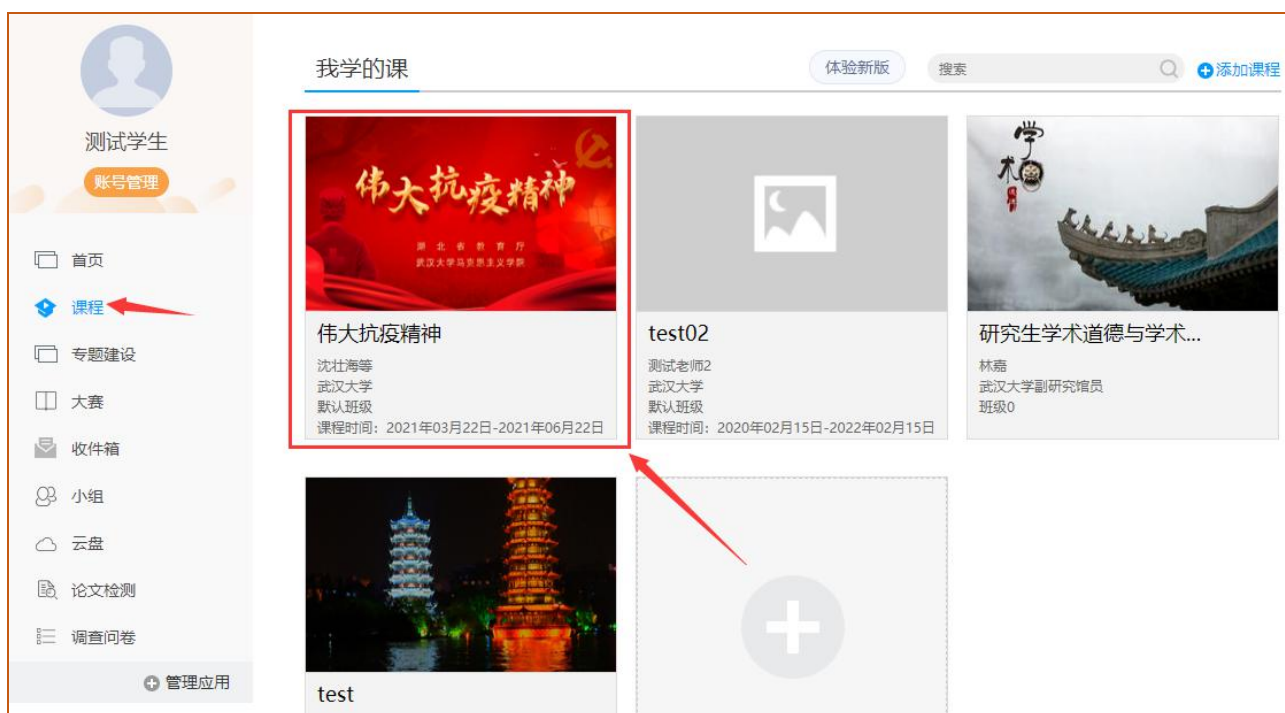 测试学生
账号管理
首页
课程
专题建设
大赛
收件箱
小组
云盘
论文检测
调查问卷
管理应用
我学的课
体验新版
搜索
添加课程
伟大抗疫精神
湖北省教育厅
武汉大学马克思主义学院
伟大抗疫精神
沈壮海等
武汉大学
默认班级
课程时间：2021年03月22日-2021年06月22日
test02
测试老师2
武汉大学
默认班级
课程时间：2020年02月15日-2022年02月15日
学术
研究生学术道德与学术...
林嘉
武汉大学副研究馆员
班级0
test